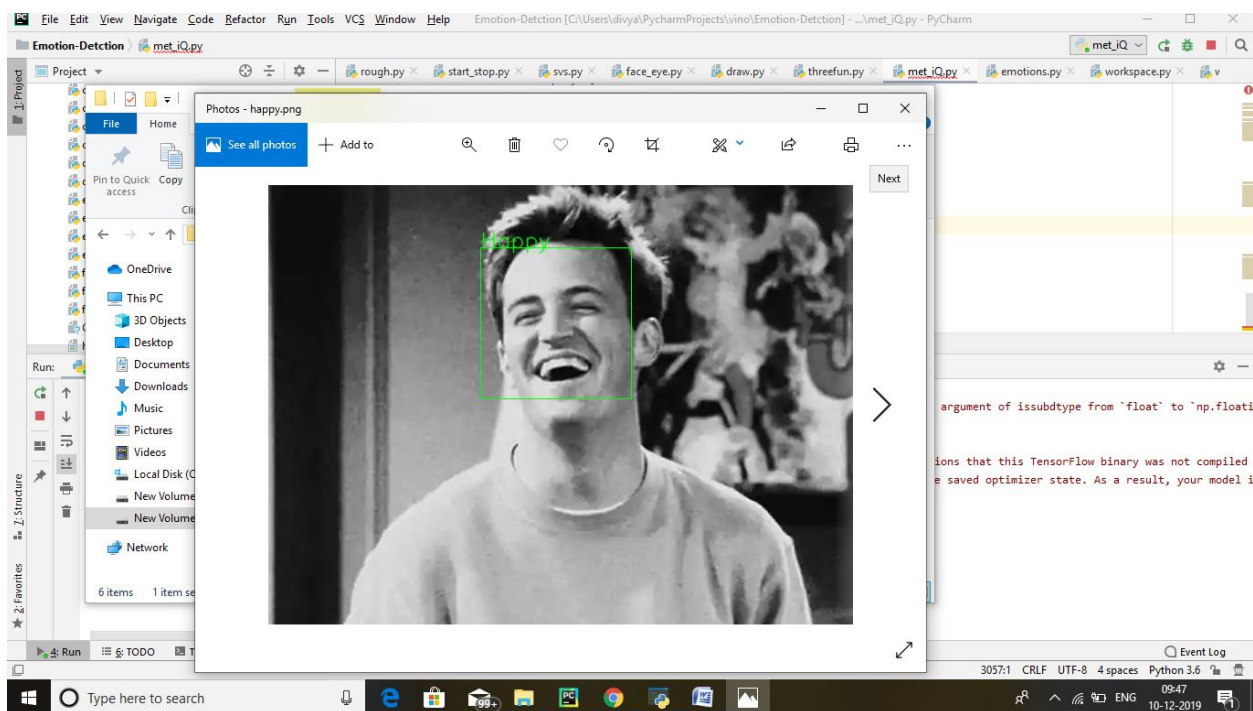 File Edit View Navigate Code Refactor Run Tools VCS Window Help Emotion-Detction [C:\Users\divya\PycharmProjects\vino\Emotion-Detction] - ...\met_iQ.py - PyCharm
Emotion-Detction met_iQ.py met_iQ
1: Project Project rough.py start_stop.py svs.py face_eye.py draw.py threefun.py met_iQ.py emotions.py workspace.py
Photos - happy.png
File Home
See all photos Add to
Pin to Quick access Copy
Next
Happy
OneDrive
This PC
3D Objects
Desktop
Documents
Downloads
Music
Pictures
Videos
Local Disk (C
New Volume
New Volume
Network
6 items 1 item se
Run:
argument of issubdtype from `float` to `np.floati
ions that this TensorFlow binary was not compiled
e saved optimizer state. As a result, your model i
Z: Structure
2: Favorites
4: Run 6: TODO Event Log
3057:1 CRLF UTF-8 4 spaces Python 3.6
Type here to search 99+ ENG 09:47
10-12-2019